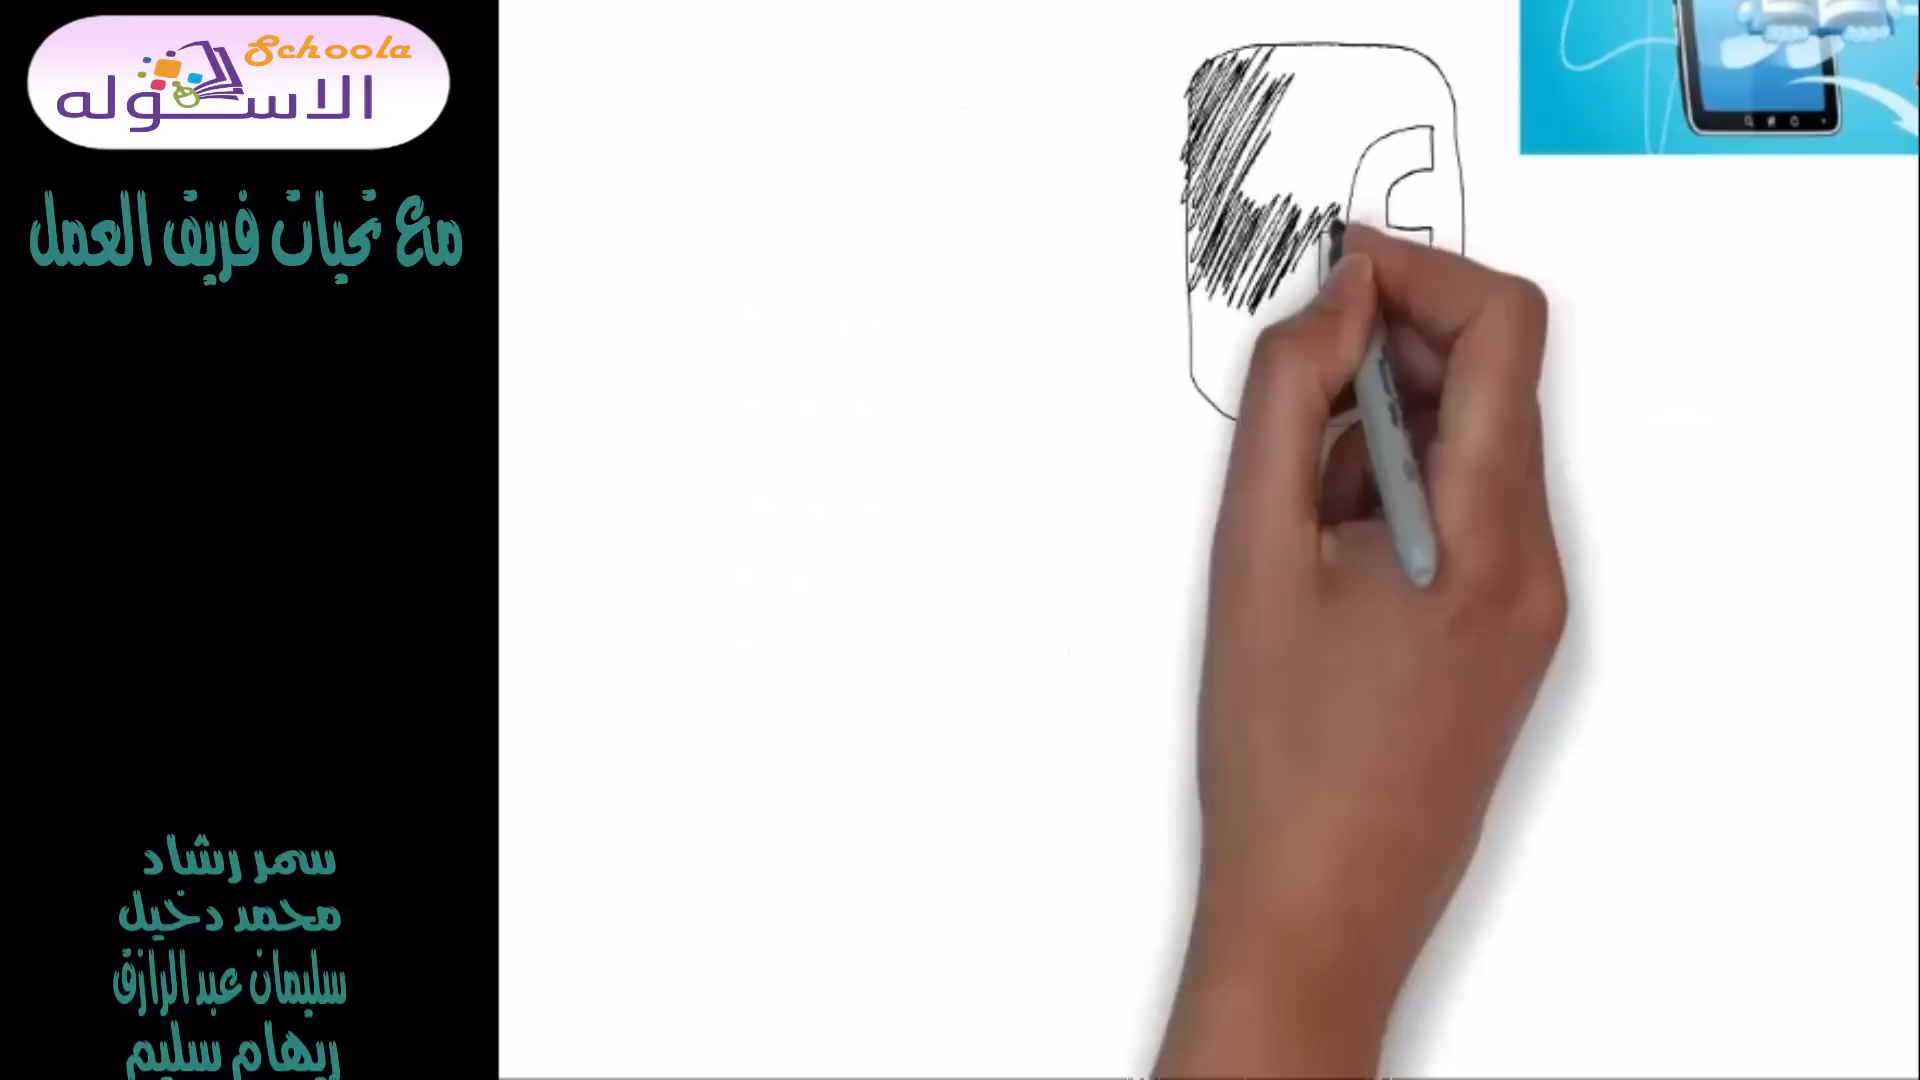 Schoola
الاسكوله
مع تحيات فريق العمل
سمر رشاد
محمد دخيل
سليمان عبد الرازق
ريهام سليم